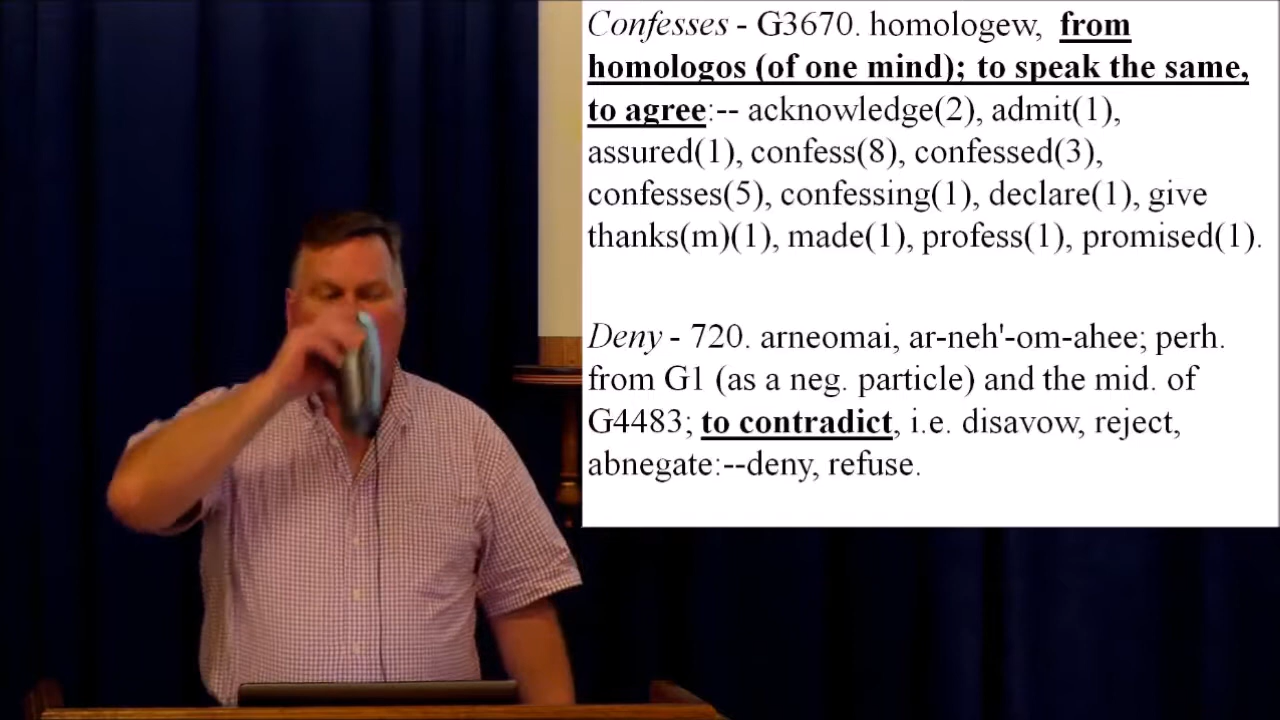 Confesses - G3670. homologew, from
homologos (of one mind); to speak the same,
to agree:-- acknowledge(2), admit(1),
assured(1), confess(8), confessed(3),
confesses(5), confessing(1), declare(1), give
thanks(m)(1), made(1), profess(1), promised(1).
Deny - 720. arneomai, ar-neh'-om-ahee; perh.
from G1 (as a neg. particle) and the mid. of
G4483; to contradict, i.e. disavow, reject,
abnegate:--deny, refuse.